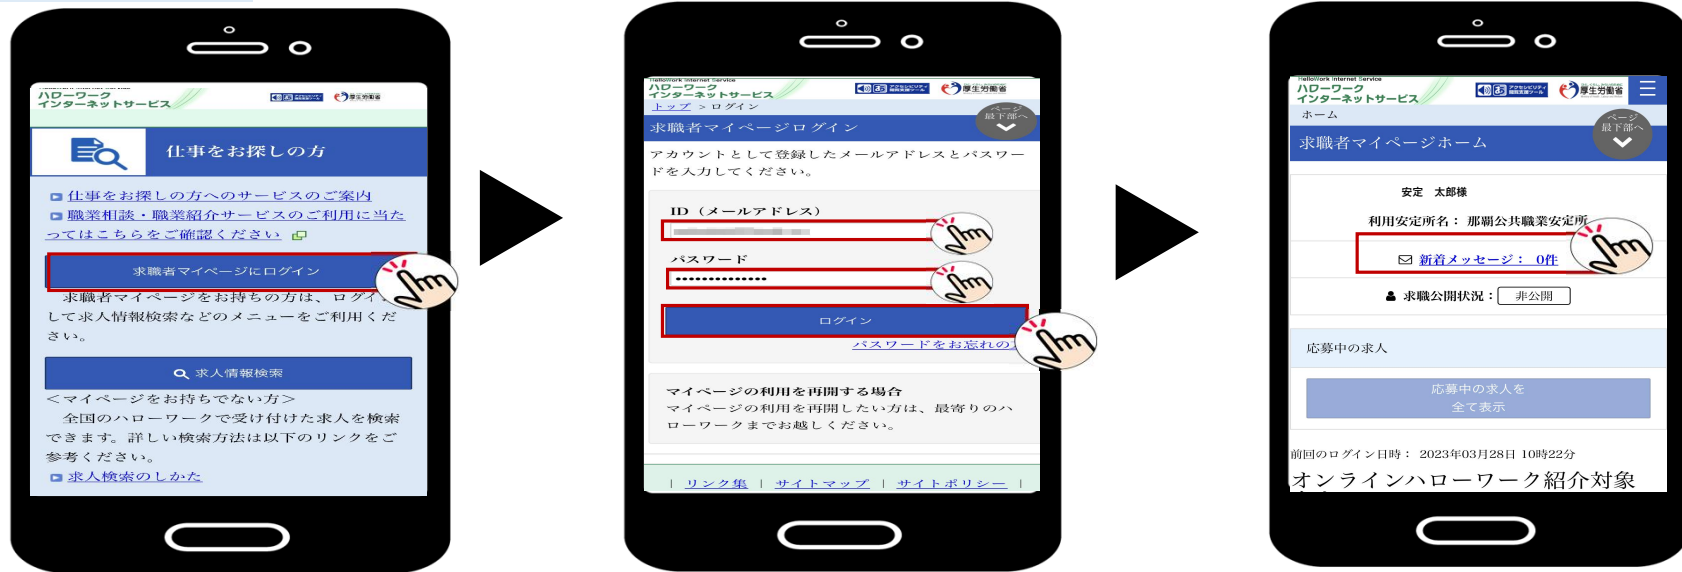 ハローワーク
インターネットサービス
厚生労働省
仕事をお探しの方
仕事をお探しの方へのサービスのご案内
職業相談・職業紹介サービスのご利用に当た
ってはこちらをご確認ください
求職者マイページにログイン
求職者マイページをお持ちの方は、ログイン
して求人情報検索などのメニューをご利用くだ
さい。
求人情報検索
＜マイページをお持ちでない方＞
全国のハローワークで受け付けた求人を検索
できます。詳しい検索方法は以下のリンクをご
参考ください。
求人検索のしかた
HelloWork Internet Service
ハローワーク
インターネットサービス
厚生労働省
トップ > ログイン
ページ
最下部へ
求職者マイページログイン
アカウントとして登録したメールアドレスとパスワー
ドを入力してください。
ID（メールアドレス）
パスワード
ログイン
パスワードをお忘れの
マイページの利用を再開する場合
マイページの利用を再開したい方は、最寄りのハ
ローワークまでお越しください。
| リンク集 | サイトマップ | サイトポリシー |
HelloWork Internet Service
ハローワーク
インターネットサービス
厚生労働省
ホーム
ページ
最下部へ
求職者マイページホーム
安定　太郎様
利用安定所名： 那覇公共職業安定所
新着メッセージ： 0件
求職公開状況： 非公開
応募中の求人
応募中の求人を
全て表示
前回のログイン日時： 2023年03月28日 10時22分
オンラインハローワーク紹介対象